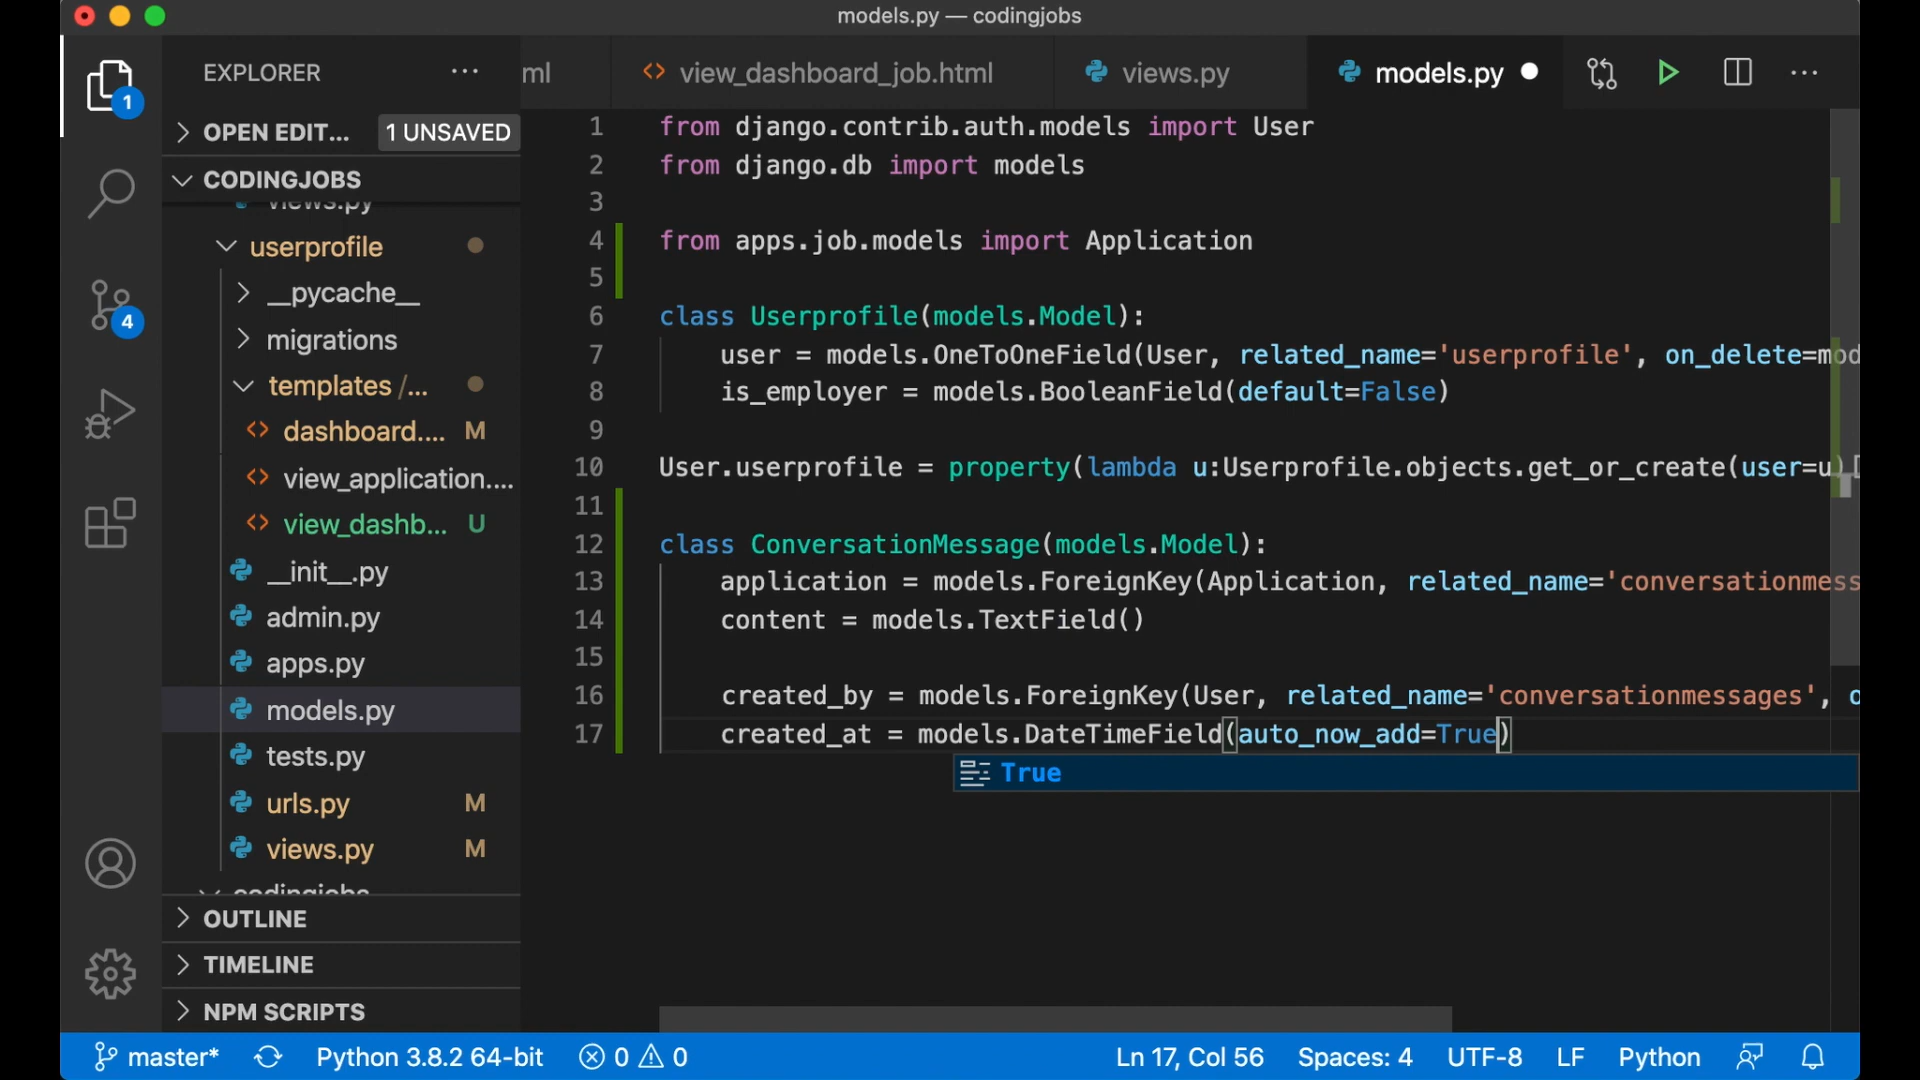 models.py — codingjobs
EXPLORER
ml
view_dashboard_job.html
views.py
models.py
1
OPEN EDIT...
1 UNSAVED
CODINGJOBS
views.py
userprofile
__pycache__
migrations
templates /...
dashboard.... M
view_application....
view_dashb... U
__init__.py
admin.py
apps.py
models.py
tests.py
urls.py M
views.py M
codingjobs
OUTLINE
TIMELINE
NPM SCRIPTS
4
1 from django.contrib.auth.models import User
2 from django.db import models
3
4 from apps.job.models import Application
5
6 class Userprofile(models.Model):
7 user = models.OneToOneField(User, related_name='userprofile', on_delete=mod
8 is_employer = models.BooleanField(default=False)
9
10 User.userprofile = property(lambda u:Userprofile.objects.get_or_create(user=u)[
11
12 class ConversationMessage(models.Model):
13 application = models.ForeignKey(Application, related_name='conversationmess
14 content = models.TextField()
15
16 created_by = models.ForeignKey(User, related_name='conversationmessages', o
17 created_at = models.DateTimeField(auto_now_add=True)
True
master* Python 3.8.2 64-bit 0 0 Ln 17, Col 56 Spaces: 4 UTF-8 LF Python